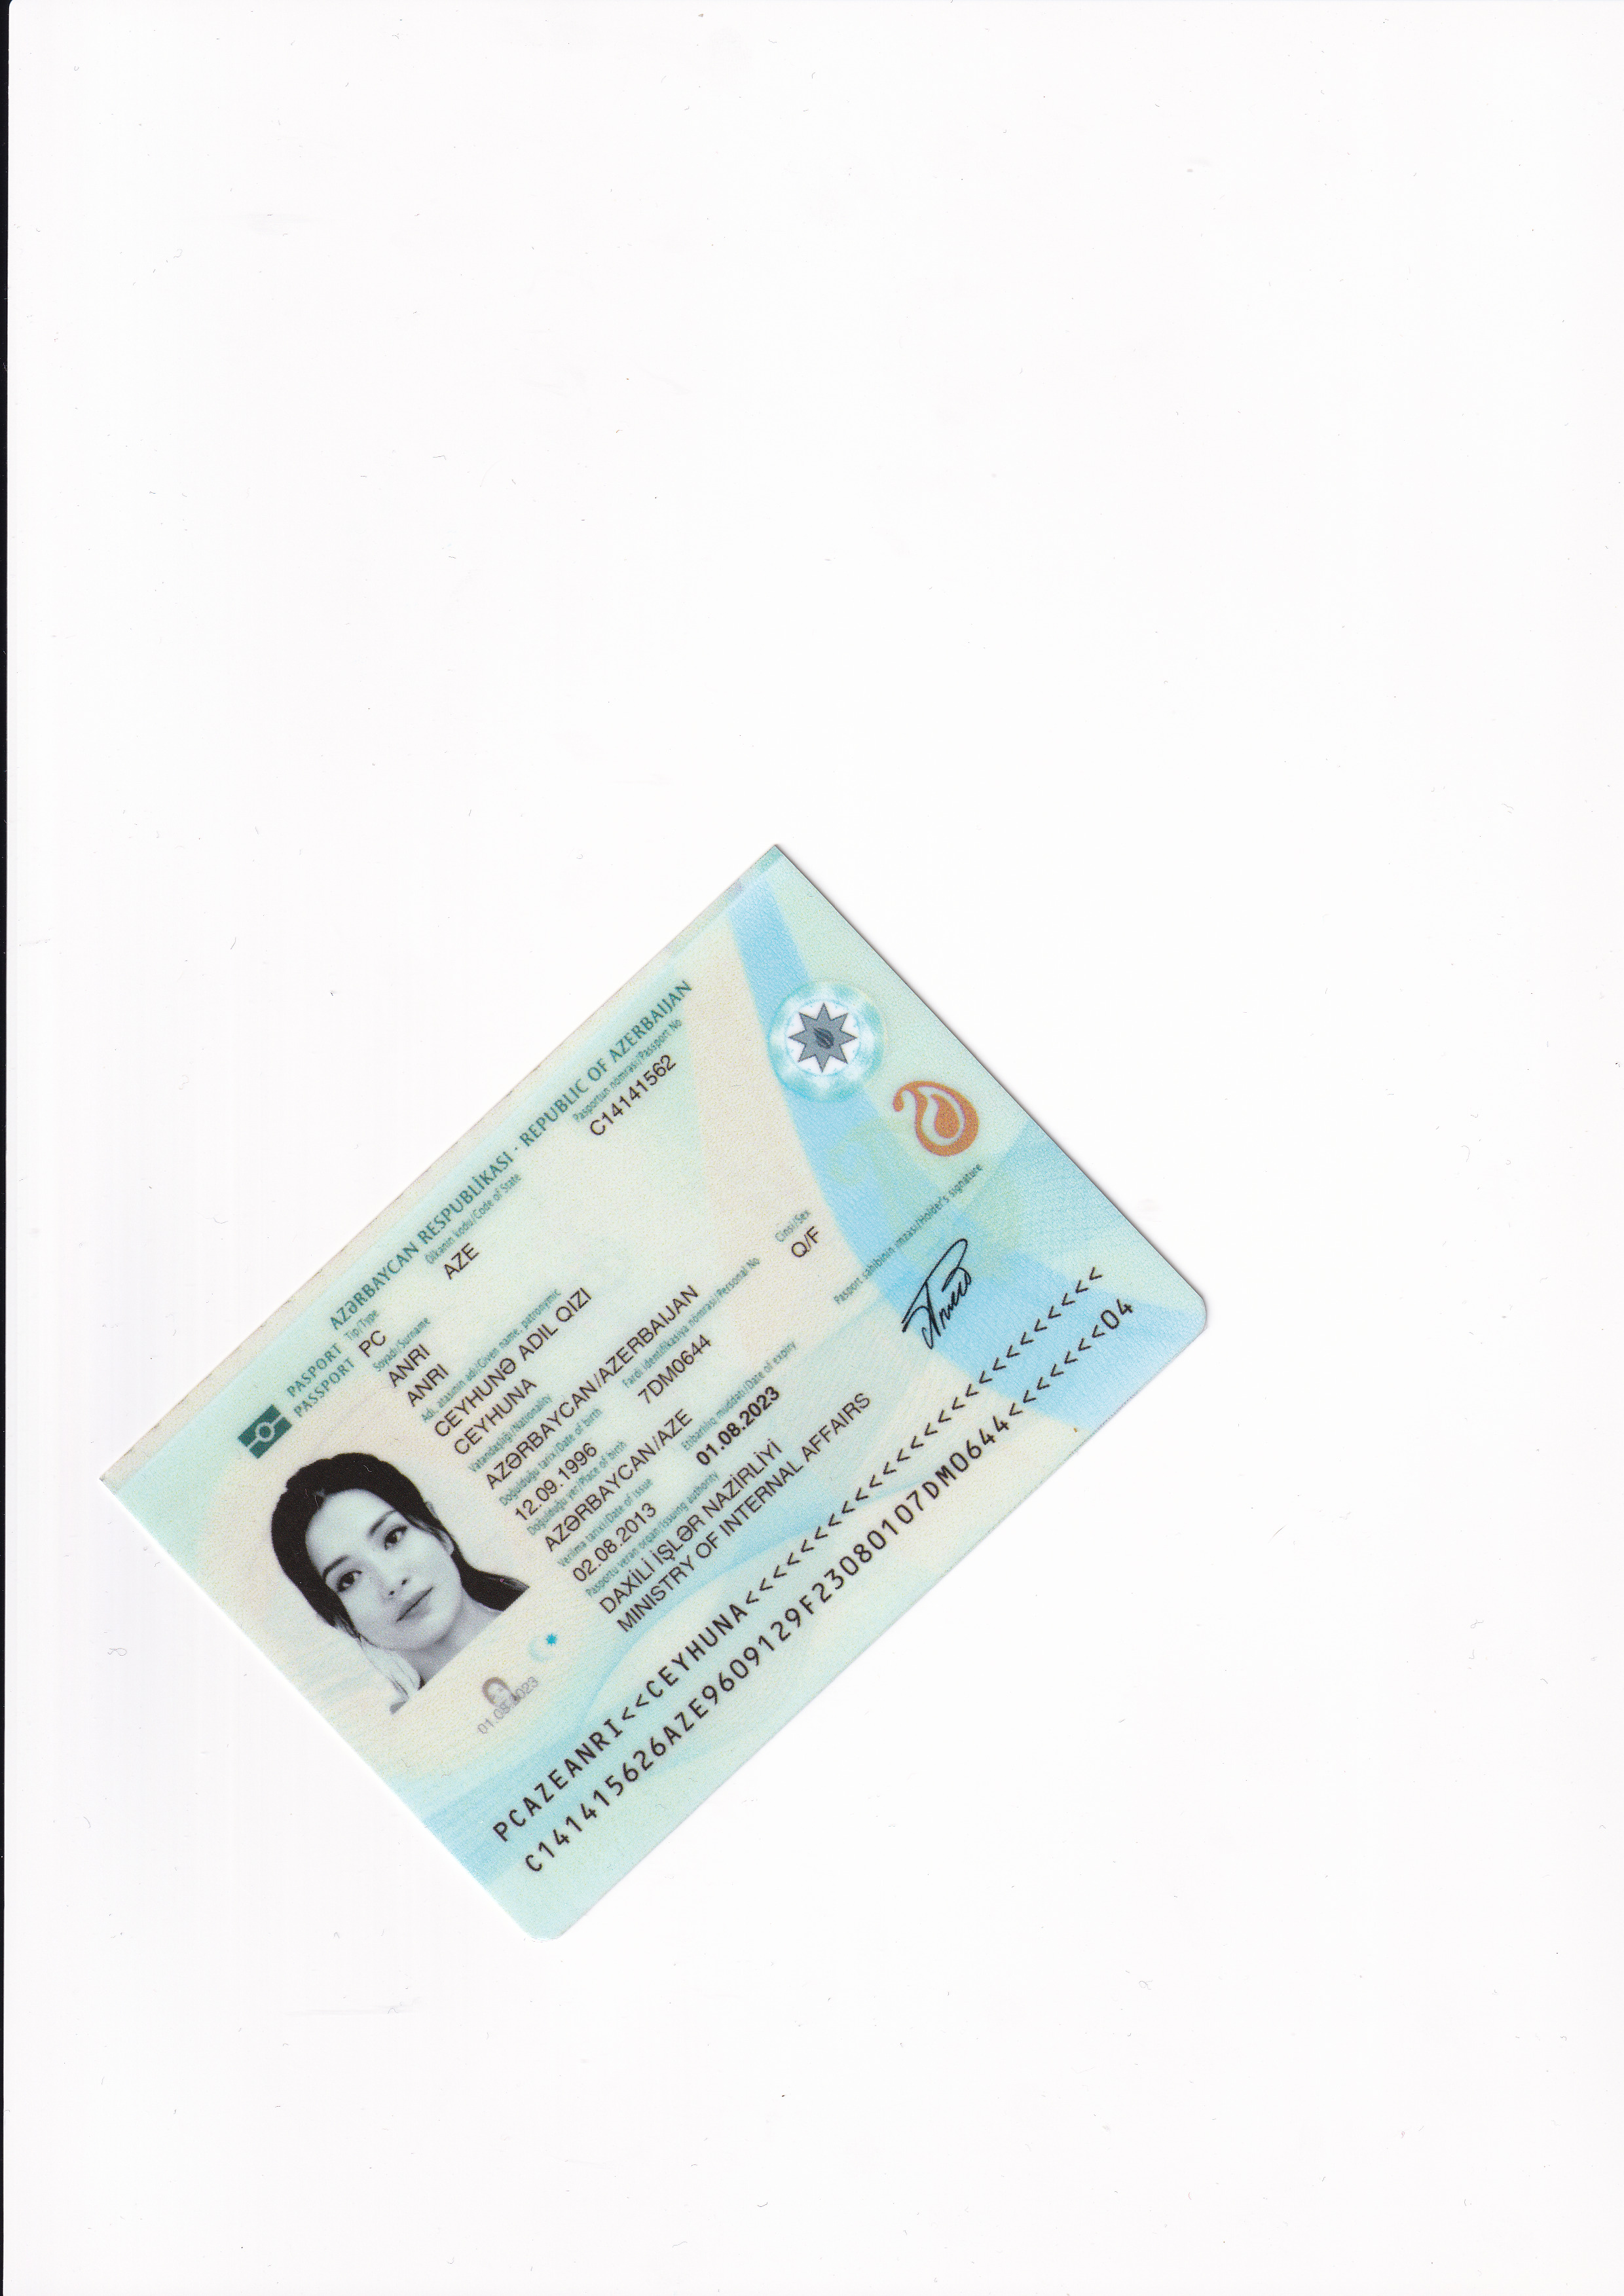 AZƏRBAYCAN RESPUBLİKASI · REPUBLIC OF AZERBAIJAN
PASPORT
PASSPORT
Tip/Type
PC
Ölkənin kodu/Code of State
AZE
Pasportun nömrəsi/Passport No
C14141562
Soyadı/Surname
ANRI
ANRI
Adı, atasının adı/Given name, patronymic
CEYHUNƏ ADIL QIZI
CEYHUNA
Vətəndaşlığı/Nationality
AZƏRBAYCAN/AZERBAIJAN
Doğulduğu tarix/Date of birth
12.09.1996
Fərdi identifikasiya nömrəsi/Personal No
7DM0644
Cinsi/Sex
Q/F
Doğulduğu yer/Place of birth
AZƏRBAYCAN/AZE
Verilmə tarixi/Date of issue
02.08.2013
Etibarlılıq müddəti/Date of expiry
01.08.2023
Pasport sahibinin imzası/Holder's signature
Pasportu verən orqan/Issuing authority
DAXİLİ İŞLƏR NAZİRLİYİ
MINISTRY OF INTERNAL AFFAIRS
01.08.2023
PCAZEANRI<<CEYHUNA<<<<<<<<<<<<<<<<<<<<<<<<<<
C141415626AZE9609129F23080107DM0644<<<<<<<04